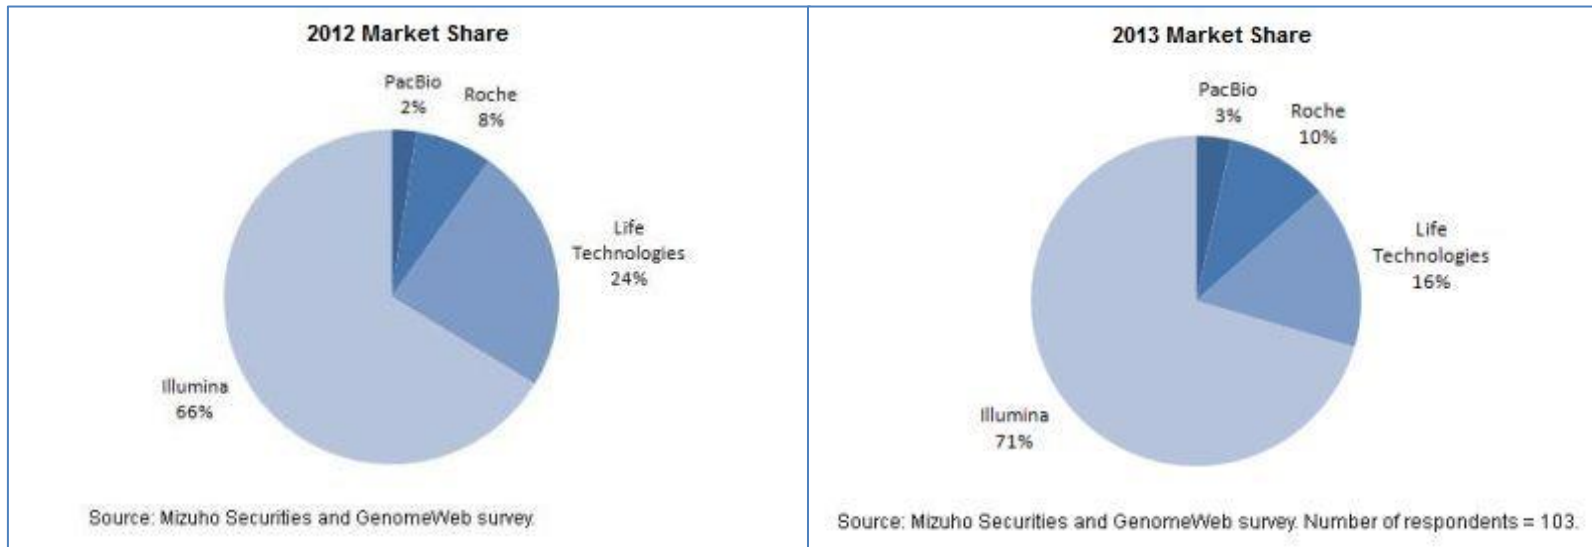 2012 Market Share
PacBio
2%
Roche
8%
Life
Technologies
24%
Illumina
66%
Source: Mizuho Securities and GenomeWeb survey.
2013 Market Share
PacBio
3%
Roche
10%
Life
Technologies
16%
Illumina
71%
Source: Mizuho Securities and GenomeWeb survey. Number of respondents = 103.